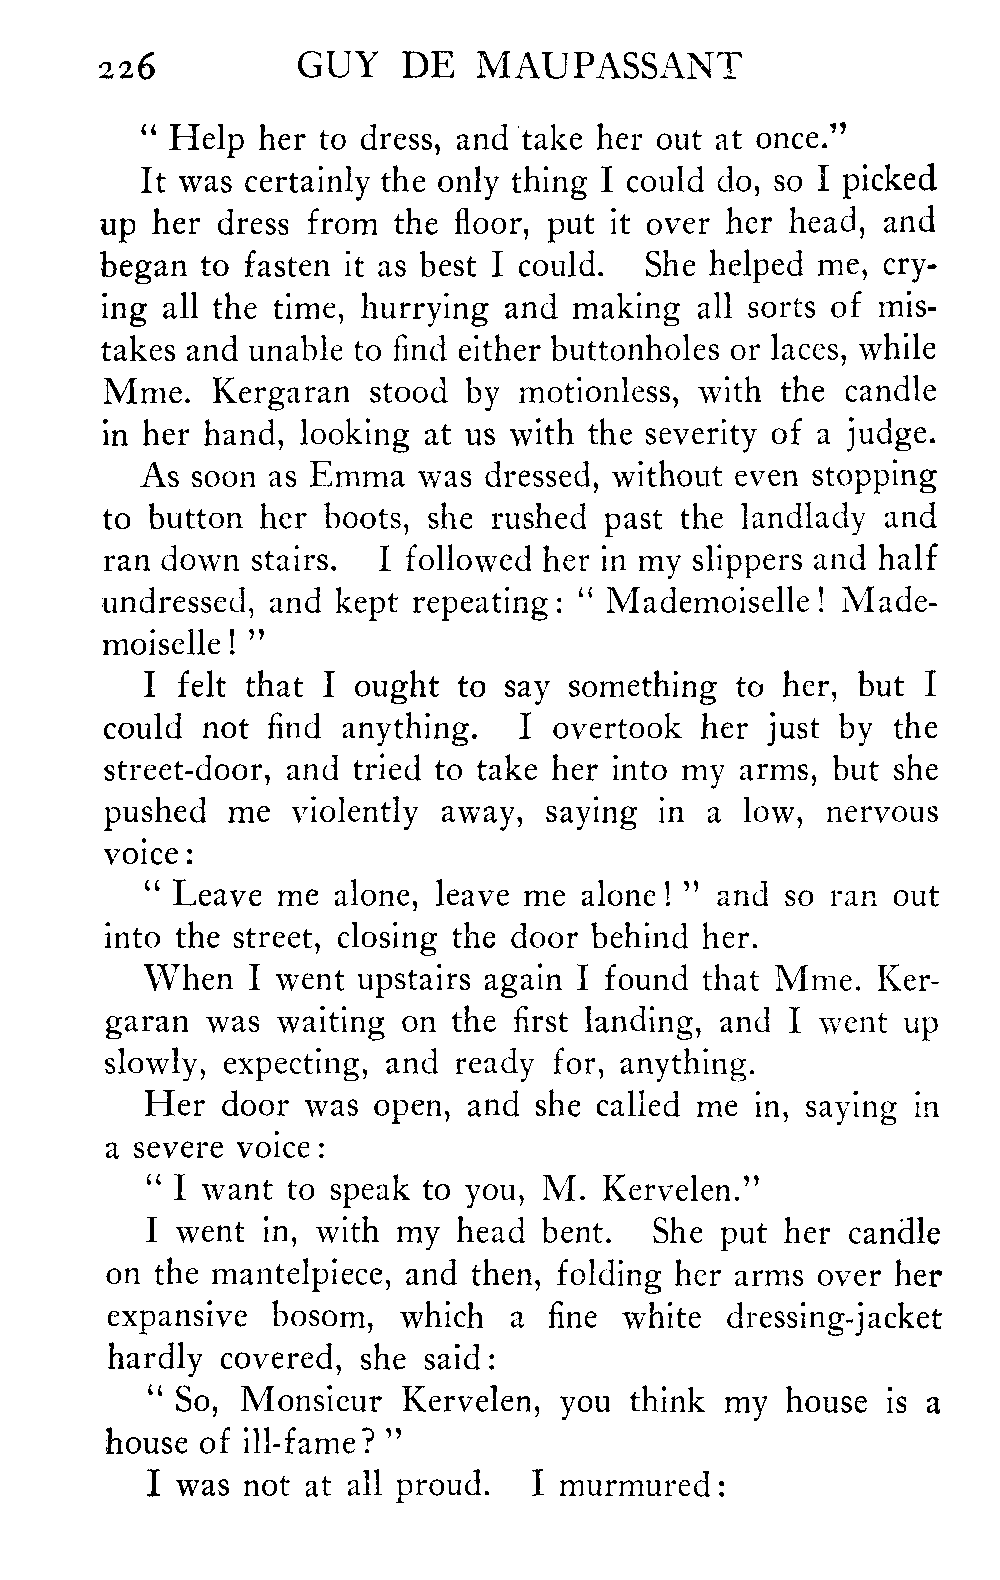 226 GUY DE MAUPASSANT
“ Help her to dress, and take her out at once.”
It was certainly the only thing I could do, so I picked
up her dress from the floor, put it over her head, and
began to fasten it as best I could. She helped me, cry-
ing all the time, hurrying and making all sorts of mis-
takes and unable to find either buttonholes or laces, while
Mme. Kergaran stood by motionless, with the candle
in her hand, looking at us with the severity of a judge.
As soon as Emma was dressed, without even stopping
to button her boots, she rushed past the landlady and
ran down stairs. I followed her in my slippers and half
undressed, and kept repeating: “ Mademoiselle! Made-
moiselle! ”
I felt that I ought to say something to her, but I
could not find anything. I overtook her just by the
street-door, and tried to take her into my arms, but she
pushed me violently away, saying in a low, nervous
voice:
“ Leave me alone, leave me alone! ” and so ran out
into the street, closing the door behind her.
When I went upstairs again I found that Mme. Ker-
garan was waiting on the first landing, and I went up
slowly, expecting, and ready for, anything.
Her door was open, and she called me in, saying in
a severe voice:
“ I want to speak to you, M. Kervelen.”
I went in, with my head bent. She put her candle
on the mantelpiece, and then, folding her arms over her
expansive bosom, which a fine white dressing-jacket
hardly covered, she said:
“ So, Monsieur Kervelen, you think my house is a
house of ill-fame? ”
I was not at all proud. I murmured: